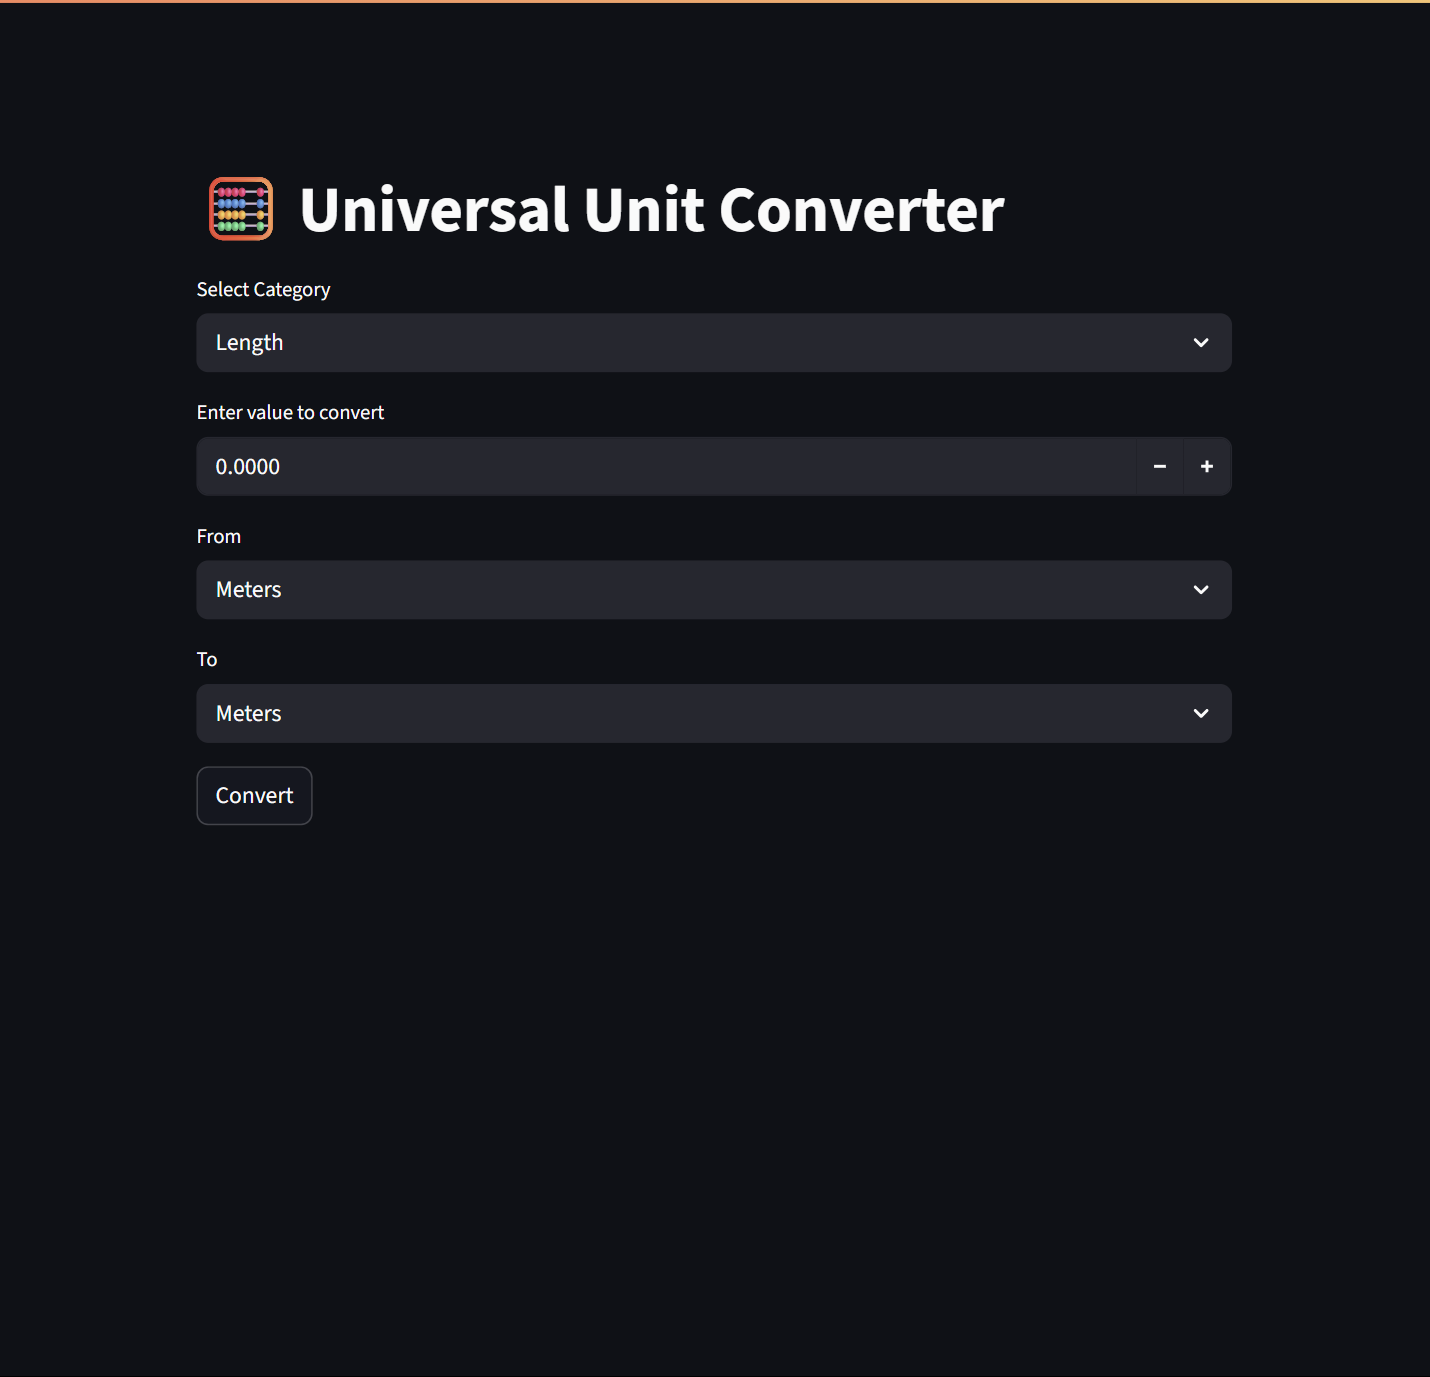 Universal Unit Converter
Select Category
Length
Enter value to convert
0.0000
From
Meters
To
Meters
Convert